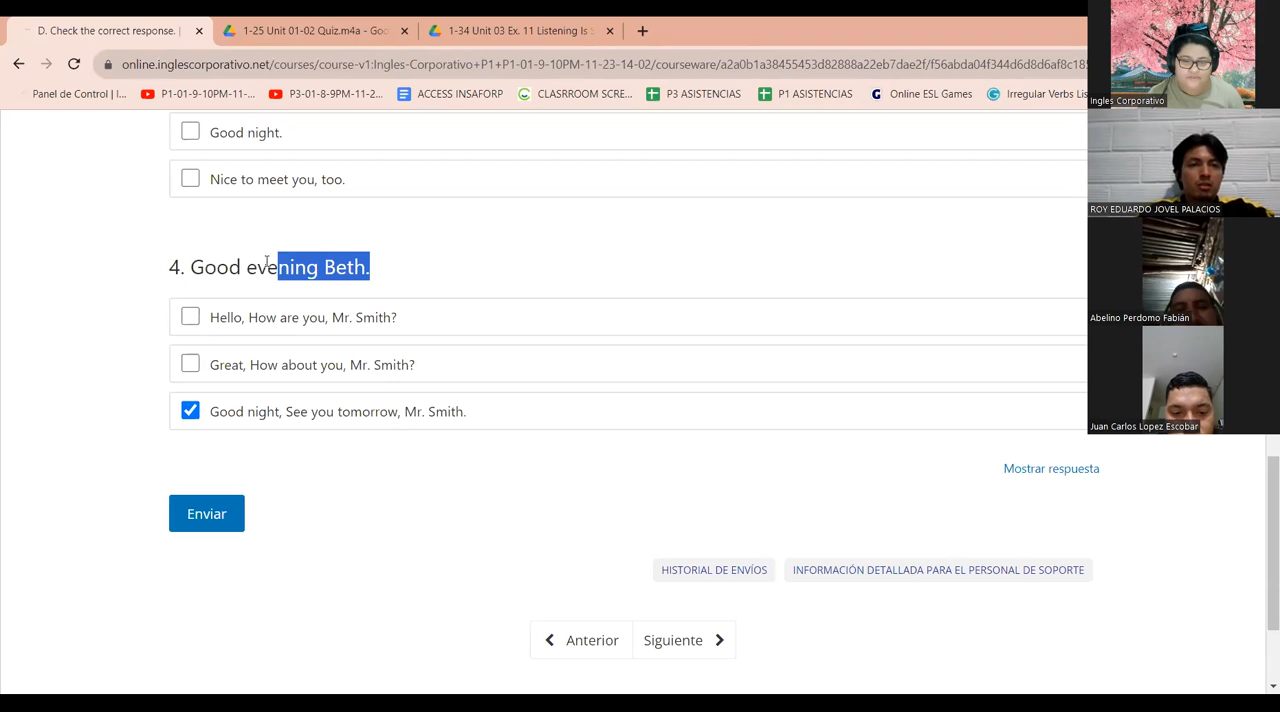 D. Check the correct response. |
1-25 Unit 01-02 Quiz.m4a - Goo
1-34 Unit 03 Ex. 11 Listening Is S
online.inglescorporativo.net/courses/course-v1:Ingles-Corporativo+P1+P1-01-9-10PM-11-23-14-02/courseware/a2a0b1a38455453d82888a22eb7dae2f/f56abda04f344d6d8d6af8c185
Panel de Control | I...
P1-01-9-10PM-11-...
P3-01-8-9PM-11-2...
ACCESS INSAFORP
CLASRROOM SCRE...
P3 ASISTENCIAS
P1 ASISTENCIAS
Online ESL Games
Irregular Verbs Lis
Good night.
Nice to meet you, too.
4. Good evening Beth.
Hello, How are you, Mr. Smith?
Great, How about you, Mr. Smith?
Good night, See you tomorrow, Mr. Smith.
Mostrar respuesta
Enviar
HISTORIAL DE ENVÍOS
INFORMACIÓN DETALLADA PARA EL PERSONAL DE SOPORTE
Anterior
Siguiente
Ingles Corporativo
ROY EDUARDO JOVEL PALACIOS
Abelino Perdomo Fabián
Juan Carlos Lopez Escobar